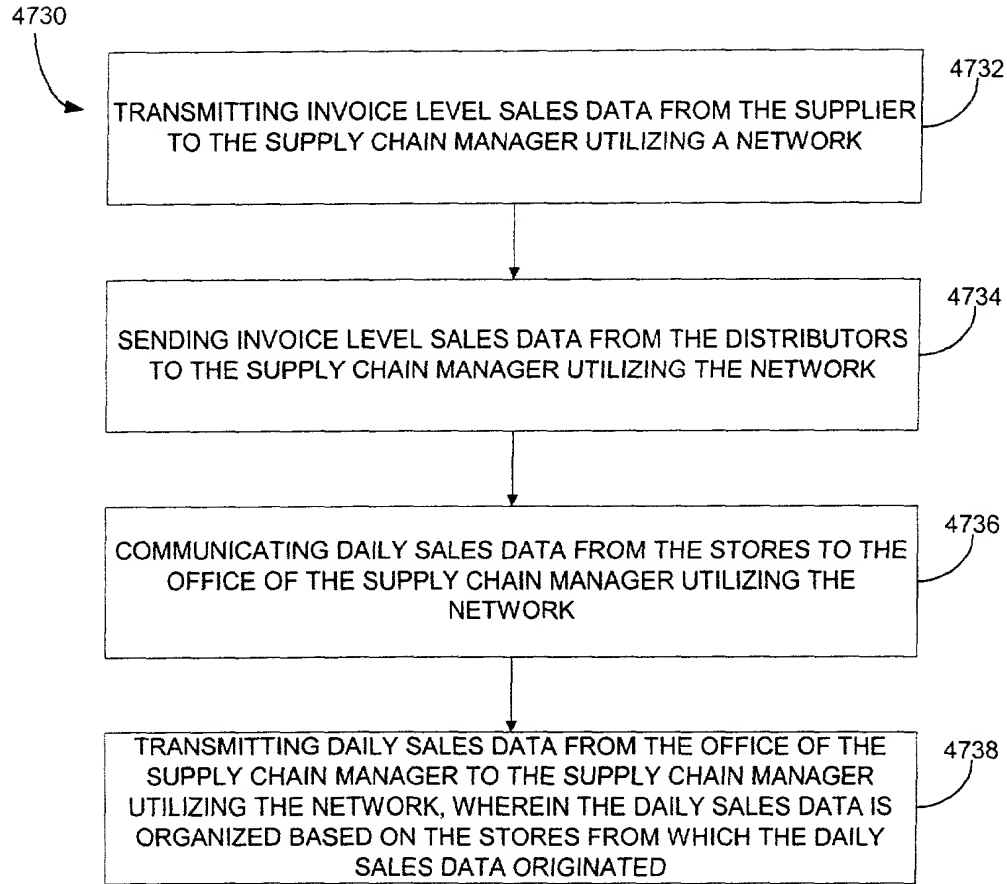 4730
4732
TRANSMITTING INVOICE LEVEL SALES DATA FROM THE SUPPLIER
TO THE SUPPLY CHAIN MANAGER UTILIZING A NETWORK
4734
SENDING INVOICE LEVEL SALES DATA FROM THE DISTRIBUTORS
TO THE SUPPLY CHAIN MANAGER UTILIZING THE NETWORK
4736
COMMUNICATING DAILY SALES DATA FROM THE STORES TO THE
OFFICE OF THE SUPPLY CHAIN MANAGER UTILIZING THE
NETWORK
4738
TRANSMITTING DAILY SALES DATA FROM THE OFFICE OF THE
SUPPLY CHAIN MANAGER TO THE SUPPLY CHAIN MANAGER
UTILIZING THE NETWORK, WHEREIN THE DAILY SALES DATA IS
ORGANIZED BASED ON THE STORES FROM WHICH THE DAILY
SALES DATA ORIGINATED